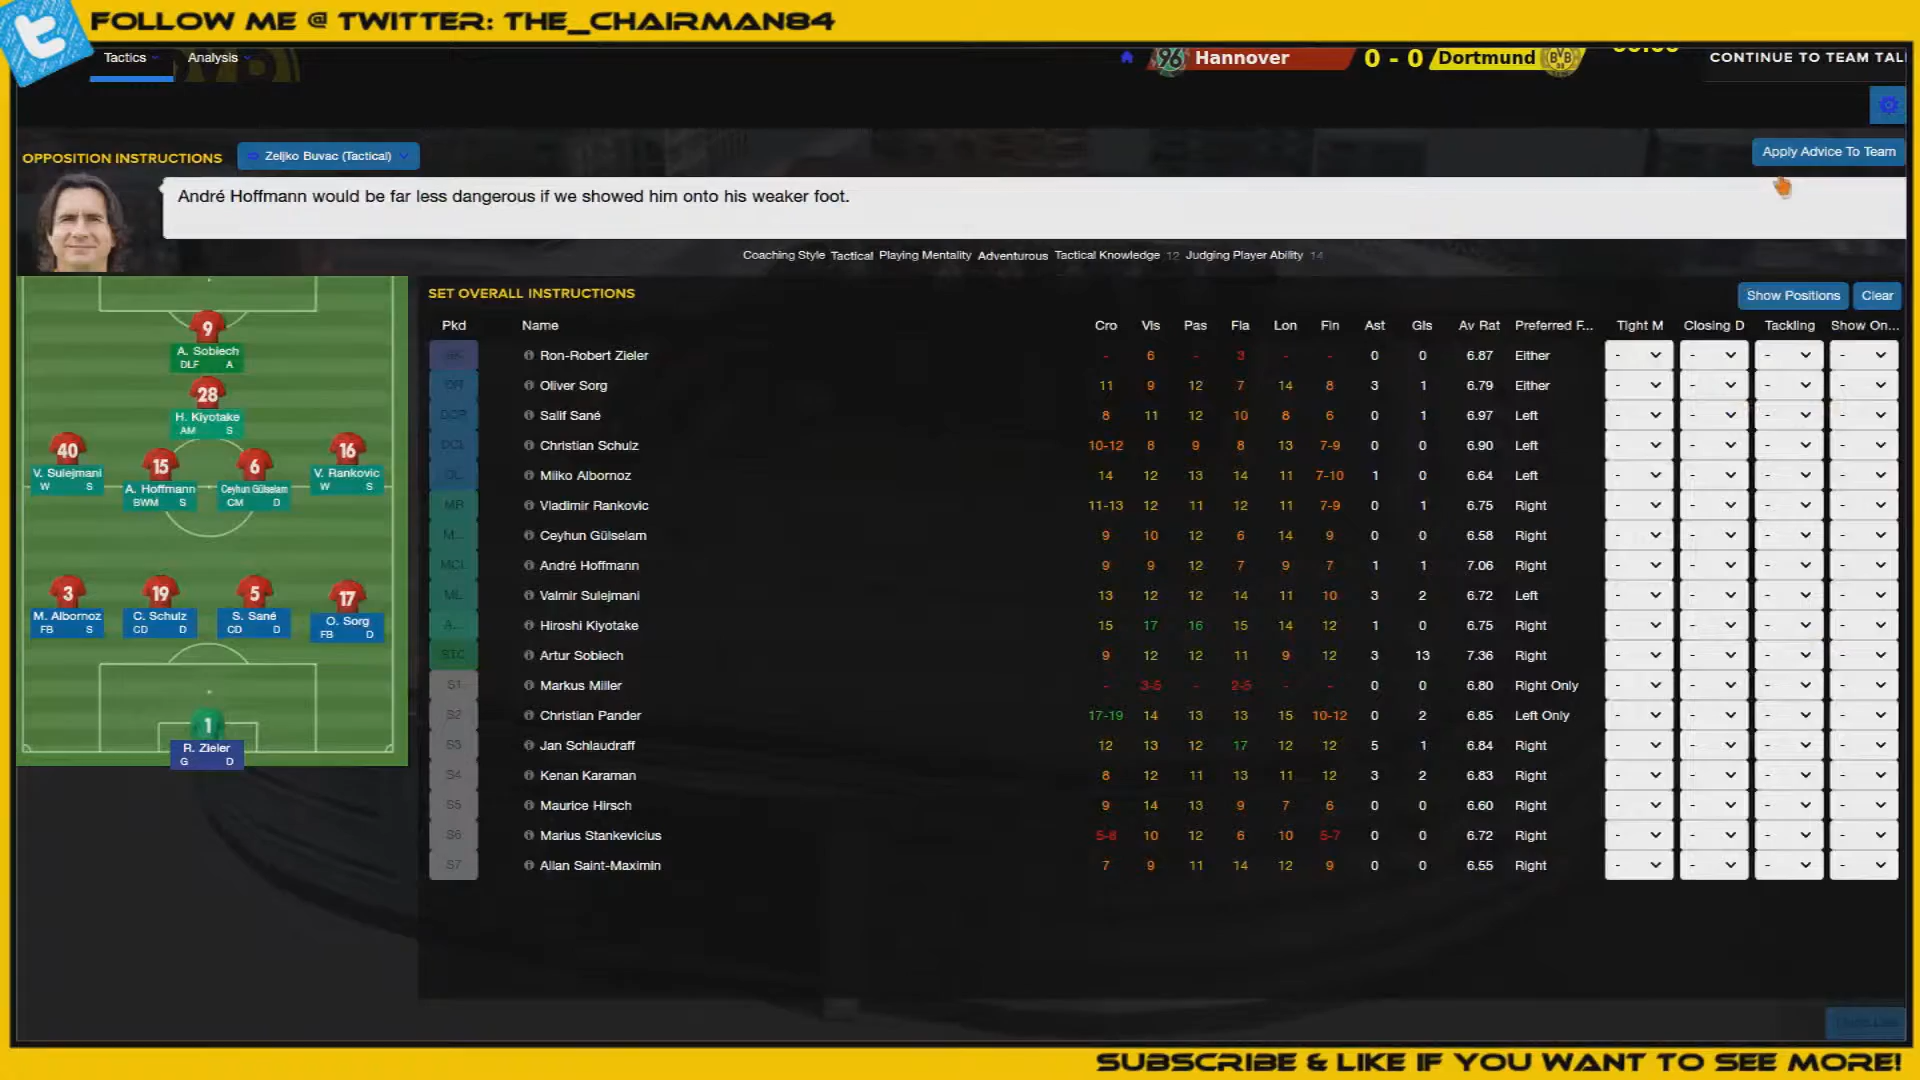 FOLLOW ME @ TWITTER: THE_CHAIRMAN84
Tactics
Analysis
Hannover 0 - 0 Dortmund
CONTINUE TO TEAM TAL
OPPOSITION INSTRUCTIONS
Zeljko Buvac (Tactical)
Apply Advice To Team
André Hoffmann would be far less dangerous if we showed him onto his weaker foot.
Coaching Style Tactical Playing Mentality Adventurous Tactical Knowledge 12 Judging Player Ability 14
SET OVERALL INSTRUCTIONS
Show Positions
Clear
Pkd Name Cro Vis Pas Fla Lon Fin Ast Gls Av Rat Preferred F... Tight M Closing D Tackling Show On...
Ron-Robert Zieler - 6 - 3 - - 0 0 6.87 Either - - - -
Oliver Sorg 11 9 12 7 14 8 3 1 6.79 Either - - - -
Salif Sané 8 11 12 10 8 6 0 1 6.97 Left - - - -
DCL Christian Schulz 10-12 8 9 8 13 7-9 0 0 6.90 Left - - - -
DL Miiko Albornoz 14 12 13 14 11 7-10 1 0 6.64 Left - - - -
MR Vladimir Rankovic 11-13 12 11 12 11 7-9 0 1 6.75 Right - - - -
M... Ceyhun Gülselam 9 10 12 6 14 9 0 0 6.58 Right - - - -
MCL André Hoffmann 9 9 12 7 9 7 1 1 7.06 Right - - - -
ML Valmir Sulejmani 13 12 12 14 11 10 3 2 6.72 Left - - - -
A... Hiroshi Kiyotake 15 17 16 15 14 12 1 0 6.75 Right - - - -
STC Artur Sobiech 9 12 12 11 9 12 3 13 7.36 Right - - - -
S1 Markus Miller - 3-5 - 2-5 - - 0 0 6.80 Right Only - - - -
S2 Christian Pander 17-19 14 13 13 15 10-12 0 2 6.85 Left Only - - - -
S3 Jan Schlaudraff 12 13 12 17 12 12 5 1 6.84 Right - - - -
S4 Kenan Karaman 8 12 11 13 11 12 3 2 6.83 Right - - - -
S5 Maurice Hirsch 9 14 13 9 7 6 0 0 6.60 Right - - - -
S6 Marius Stankevicius 5-8 10 12 6 10 5-7 0 0 6.72 Right - - - -
S7 Allan Saint-Maximin 7 9 11 14 12 9 0 0 6.55 Right - - - -
9
A. Sobiech
DLF A
28
H. Kiyotake
AM S
40
V. Sulejmani
W S
15
A. Hoffmann
BWM S
6
Ceyhun Gülselam
CM D
16
V. Rankovic
W S
3
M. Albornoz
FB S
19
C. Schulz
CD D
5
S. Sané
CD D
17
O. Sorg
FB D
1
R. Zieler
G D
SUBSCRIBE & LIKE IF YOU WANT TO SEE MORE!